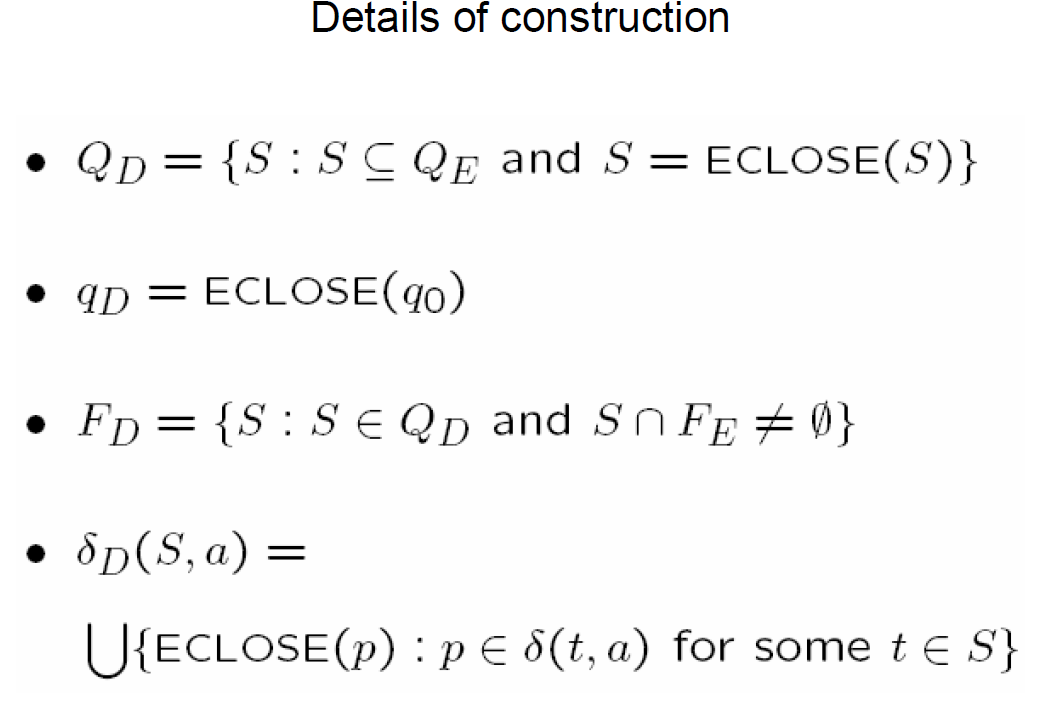 Details of construction
• Q_D = {S : S ⊆ Q_E and S = ECLOSE(S)}
• q_D = ECLOSE(q_0)
• F_D = {S : S ∈ Q_D and S ∩ F_E ≠ ∅}
• δ_D(S, a) =
⋃{ECLOSE(p) : p ∈ δ(t, a) for some t ∈ S}